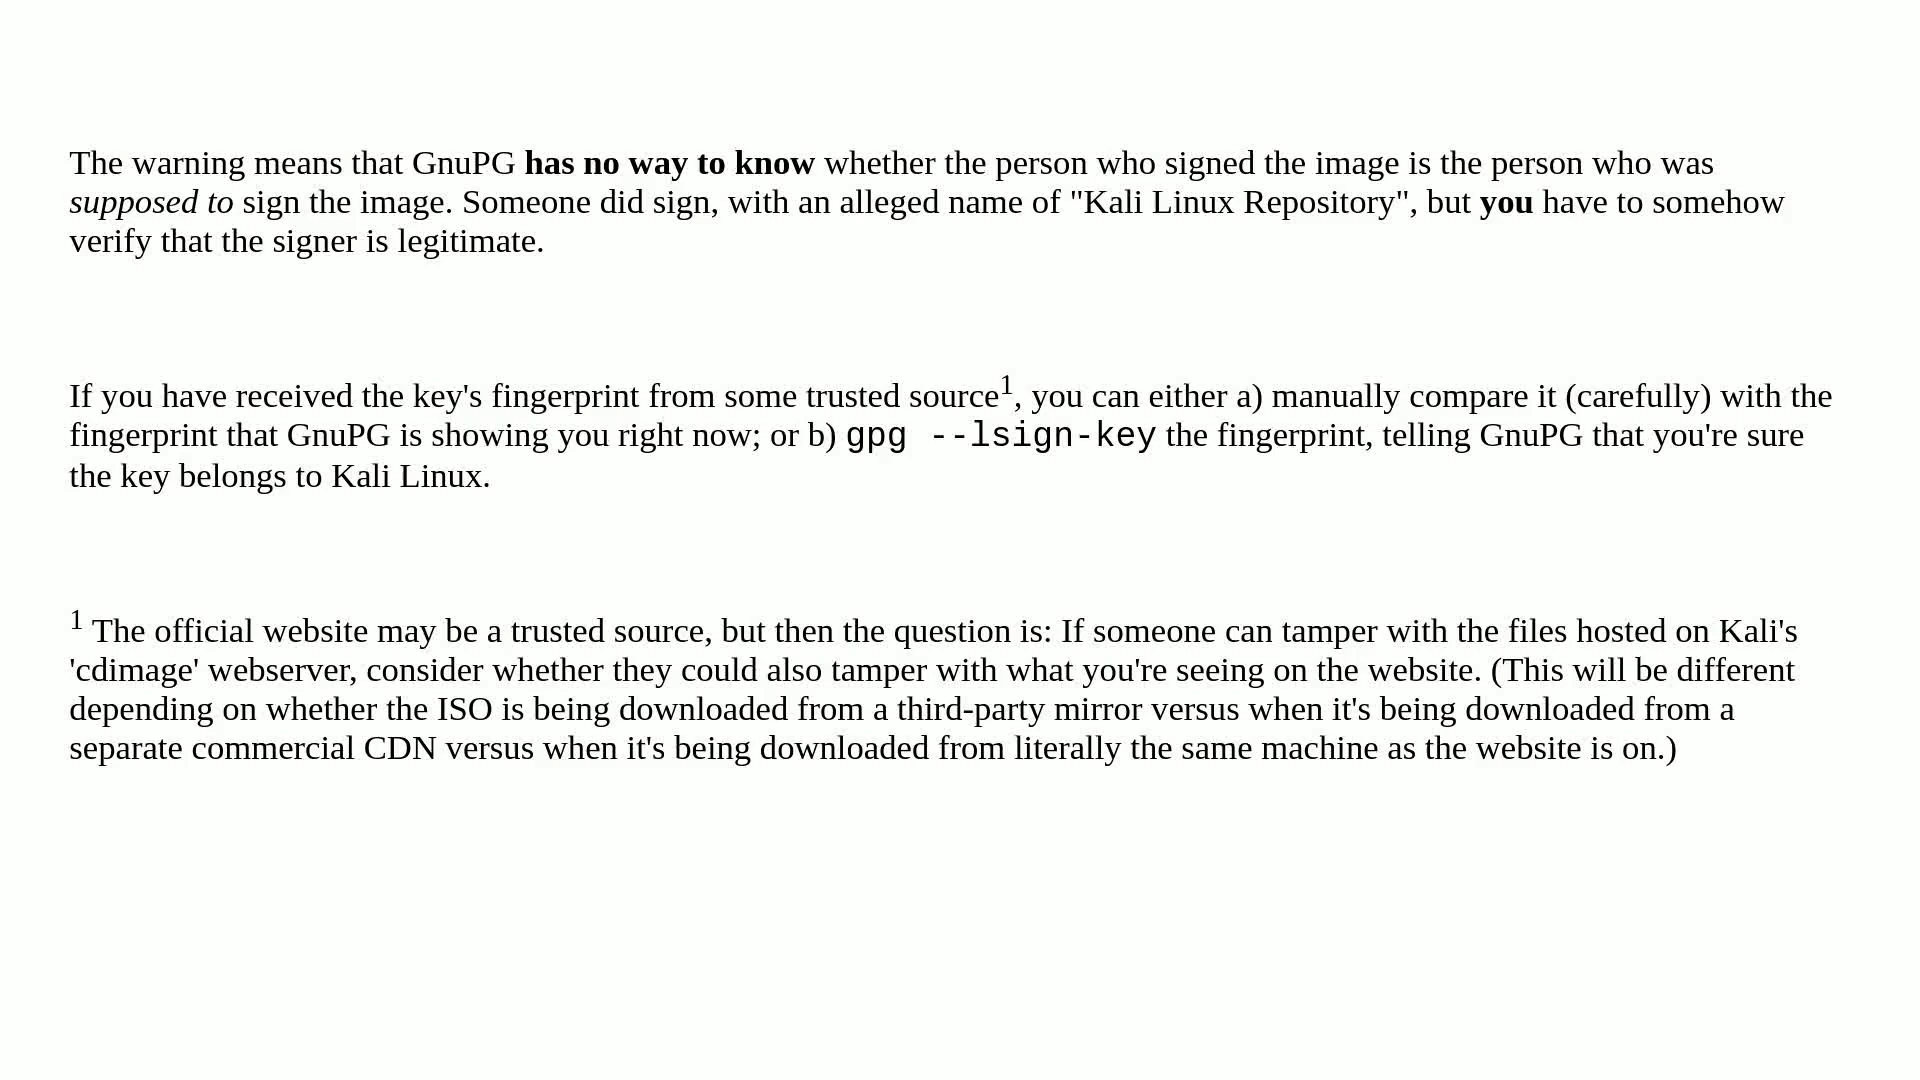 The warning means that GnuPG has no way to know whether the person who signed the image is the person who was
supposed to sign the image. Someone did sign, with an alleged name of "Kali Linux Repository", but you have to somehow
verify that the signer is legitimate.
If you have received the key's fingerprint from some trusted source1, you can either a) manually compare it (carefully) with the
fingerprint that GnuPG is showing you right now; or b) gpg --lsign-key the fingerprint, telling GnuPG that you're sure
the key belongs to Kali Linux.
1 The official website may be a trusted source, but then the question is: If someone can tamper with the files hosted on Kali's
'cdimage' webserver, consider whether they could also tamper with what you're seeing on the website. (This will be different
depending on whether the ISO is being downloaded from a third-party mirror versus when it's being downloaded from a
separate commercial CDN versus when it's being downloaded from literally the same machine as the website is on.)